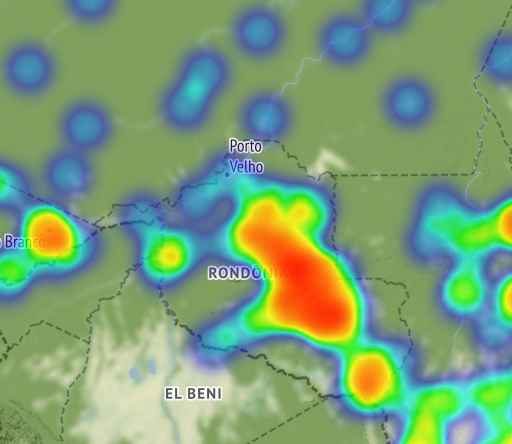 Porto
Velho
o Branco
RONDÔNIA
EL BENI